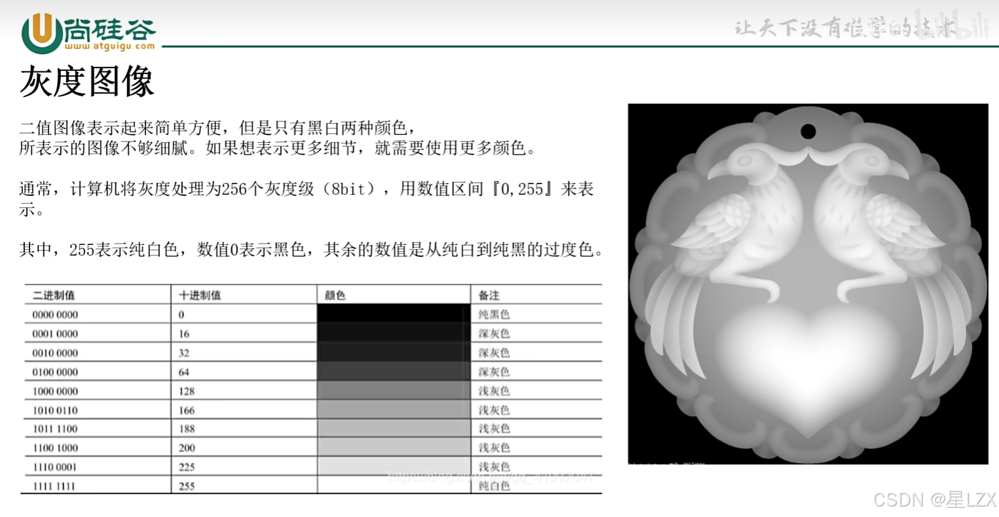 尚硅谷
www.atguigu.com
让天下没有难学的技术
bilibili
灰度图像
二值图像表示起来简单方便，但是只有黑白两种颜色，
所表示的图像不够细腻。如果想表示更多细节，就需要使用更多颜色。
通常，计算机将灰度处理为256个灰度级（8bit），用数值区间『0,255』来表
示。
其中，255表示纯白色，数值0表示黑色，其余的数值是从纯白到纯黑的过度色。
二进制值 十进制值 颜色 备注
0000 0000 0 纯黑色
0001 0000 16 深灰色
0010 0000 32 深灰色
0100 0000 64 深灰色
1000 0000 128 浅灰色
1010 0110 166 浅灰色
1011 1100 188 浅灰色
1100 1000 200 浅灰色
1110 0001 225 浅灰色
https://blog.csdn.net/qq_41992047
1111 1111 255 纯白色
CSDN @星LZX